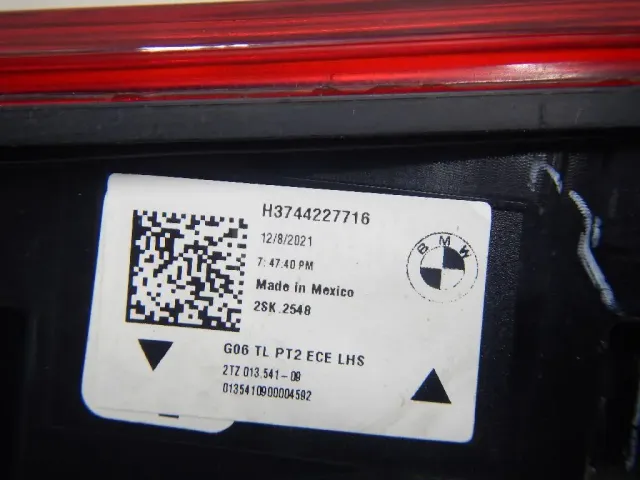 H3744227716
12/8/2021
7:47.40 PM
Made in Mexico
2SK.2548
BMW
G06 TL PT2 ECE LHS
2TZ 013.541-09
0135410900004592